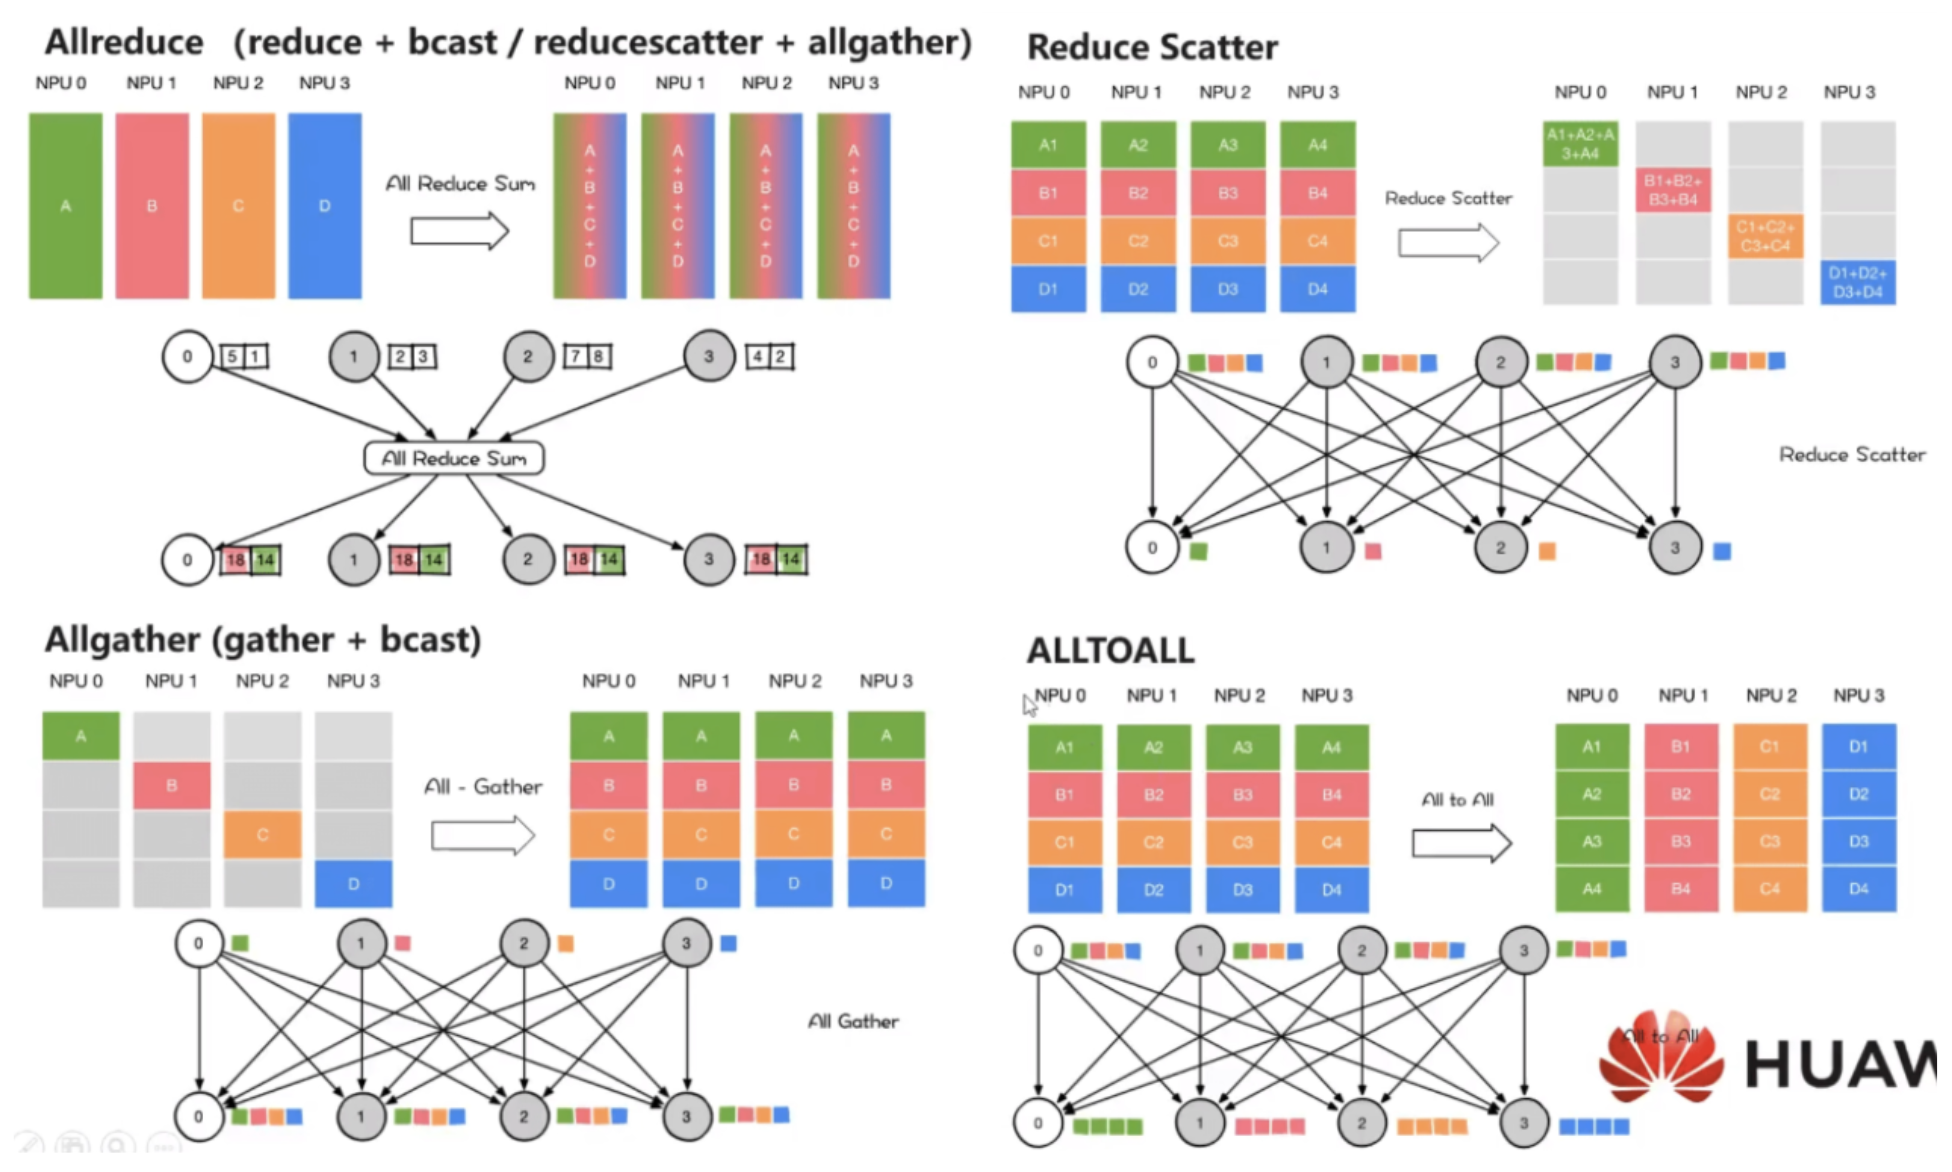 Allreduce (reduce + bcast / reducescatter + allgather)
NPU 0 NPU 1 NPU 2 NPU 3
NPU 0 NPU 1 NPU 2 NPU 3
A B C D
All Reduce Sum
A + B + C + D
A + B + C + D
A + B + C + D
A + B + C + D
0 5 1 1 2 3 2 7 8 3 4 2
All Reduce Sum
0 18 14 1 18 14 2 18 14 3 18 14
Reduce Scatter
NPU 0 NPU 1 NPU 2 NPU 3
A1 A2 A3 A4
B1 B2 B3 B4
C1 C2 C3 C4
D1 D2 D3 D4
Reduce Scatter
NPU 0 NPU 1 NPU 2 NPU 3
A1+A2+A
3+A4
B1+B2+
B3+B4
C1+C2+
C3+C4
D1+D2+
D3+D4
0 1 2 3
Reduce Scatter
0 1 2 3
Allgather (gather + bcast)
NPU 0 NPU 1 NPU 2 NPU 3
A
B
C
D
All - Gather
NPU 0 NPU 1 NPU 2 NPU 3
A A A A
B B B B
C C C C
D D D D
0 1 2 3
All Gather
0 1 2 3
ALLTOALL
NPU 0 NPU 1 NPU 2 NPU 3
A1 A2 A3 A4
B1 B2 B3 B4
C1 C2 C3 C4
D1 D2 D3 D4
All to All
NPU 0 NPU 1 NPU 2 NPU 3
A1 B1 C1 D1
A2 B2 C2 D2
A3 B3 C3 D3
A4 B4 C4 D4
0 1 2 3
All to All
HUAW
0 1 2 3